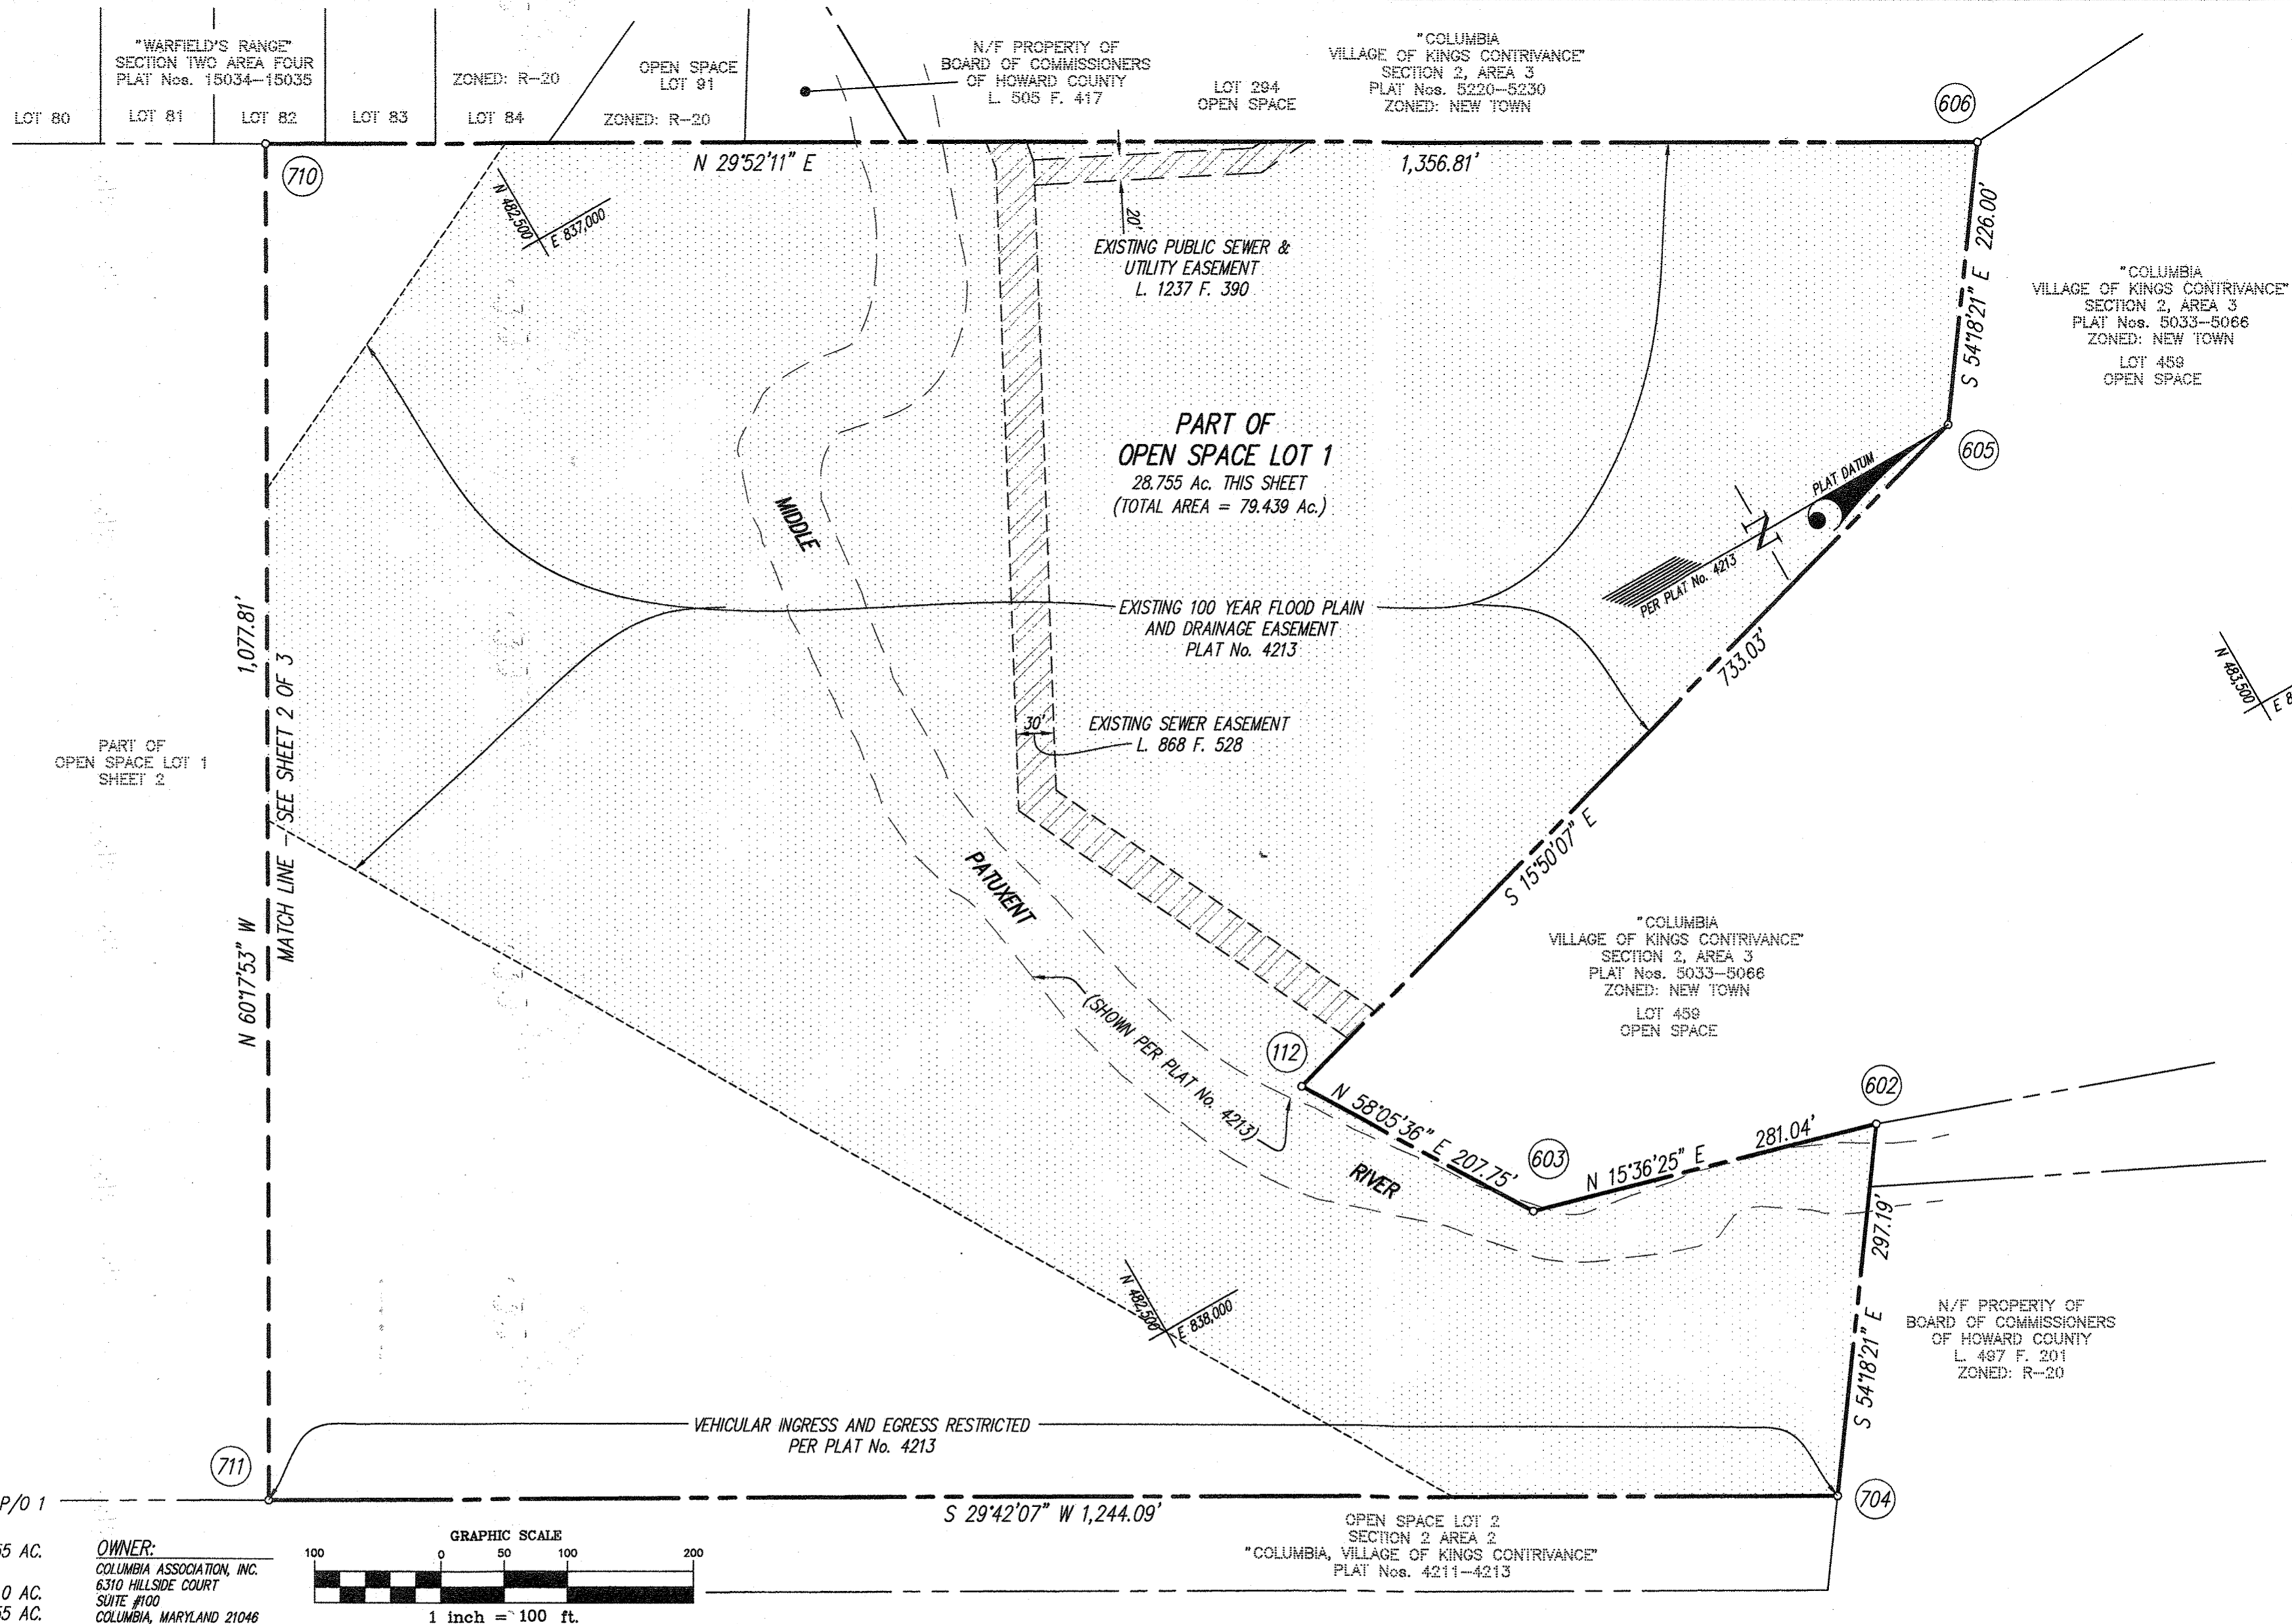 "WARFIELD'S RANGE"
SECTION TWO AREA FOUR
PLAT Nos. 15034-15035
LOT 80
LOT 81
LOT 82
LOT 83
ZONED: R-20
LOT 84
OPEN SPACE
LOT 91
ZONED: R-20
N/F PROPERTY OF
BOARD OF COMMISSIONERS
OF HOWARD COUNTY
L. 505 F. 417
LOT 294
OPEN SPACE
"COLUMBIA
VILLAGE OF KINGS CONTRIVANCE"
SECTION 2, AREA 3
PLAT Nos. 5220-5230
ZONED: NEW TOWN
606
710
N 29°52'11" E
1,356.81'
N 482,500
E 837,000
20'
EXISTING PUBLIC SEWER &
UTILITY EASEMENT
L. 1237 F. 390
S 54°18'21" E 226.00'
"COLUMBIA
VILLAGE OF KINGS CONTRIVANCE"
SECTION 2, AREA 3
PLAT Nos. 5033-5066
ZONED: NEW TOWN
LOT 459
OPEN SPACE
605
PART OF
OPEN SPACE LOT 1
28.755 Ac. THIS SHEET
(TOTAL AREA = 79.439 Ac.)
PLAT DATUM
N
PER PLAT No. 4213
MIDDLE
1,077.81'
EXISTING 100 YEAR FLOOD PLAIN
AND DRAINAGE EASEMENT
PLAT No. 4213
733.03'
N 483,500
PART OF
OPEN SPACE LOT 1
SHEET 2
MATCH LINE - SEE SHEET 2 OF 3
30'
EXISTING SEWER EASEMENT
L. 868 F. 528
S 15°50'07" E
PATUXENT
N 60°17'53" W
"COLUMBIA
VILLAGE OF KINGS CONTRIVANCE"
SECTION 2, AREA 3
PLAT Nos. 5033-5066
ZONED: NEW TOWN
LOT 459
OPEN SPACE
(SHOWN PER PLAT No. 4213)
112
N 58°05'36" E 207.75'
603
N 15°36'25" E 281.04'
602
RIVER
297.19'
S 54°18'21" E
N 482,500
E 838,000
N/F PROPERTY OF
BOARD OF COMMISSIONERS
OF HOWARD COUNTY
L. 497 F. 201
ZONED: R-20
VEHICULAR INGRESS AND EGRESS RESTRICTED
PER PLAT No. 4213
711
704
P/O 1
S 29°42'07" W 1,244.09'
OPEN SPACE LOT 2
SECTION 2 AREA 2
"COLUMBIA, VILLAGE OF KINGS CONTRIVANCE"
PLAT Nos. 4211-4213
OWNER:
COLUMBIA ASSOCIATION, INC.
6310 HILLSIDE COURT
SUITE #100
COLUMBIA, MARYLAND 21046
GRAPHIC SCALE
100 0 50 100 200
1 inch = 100 ft.